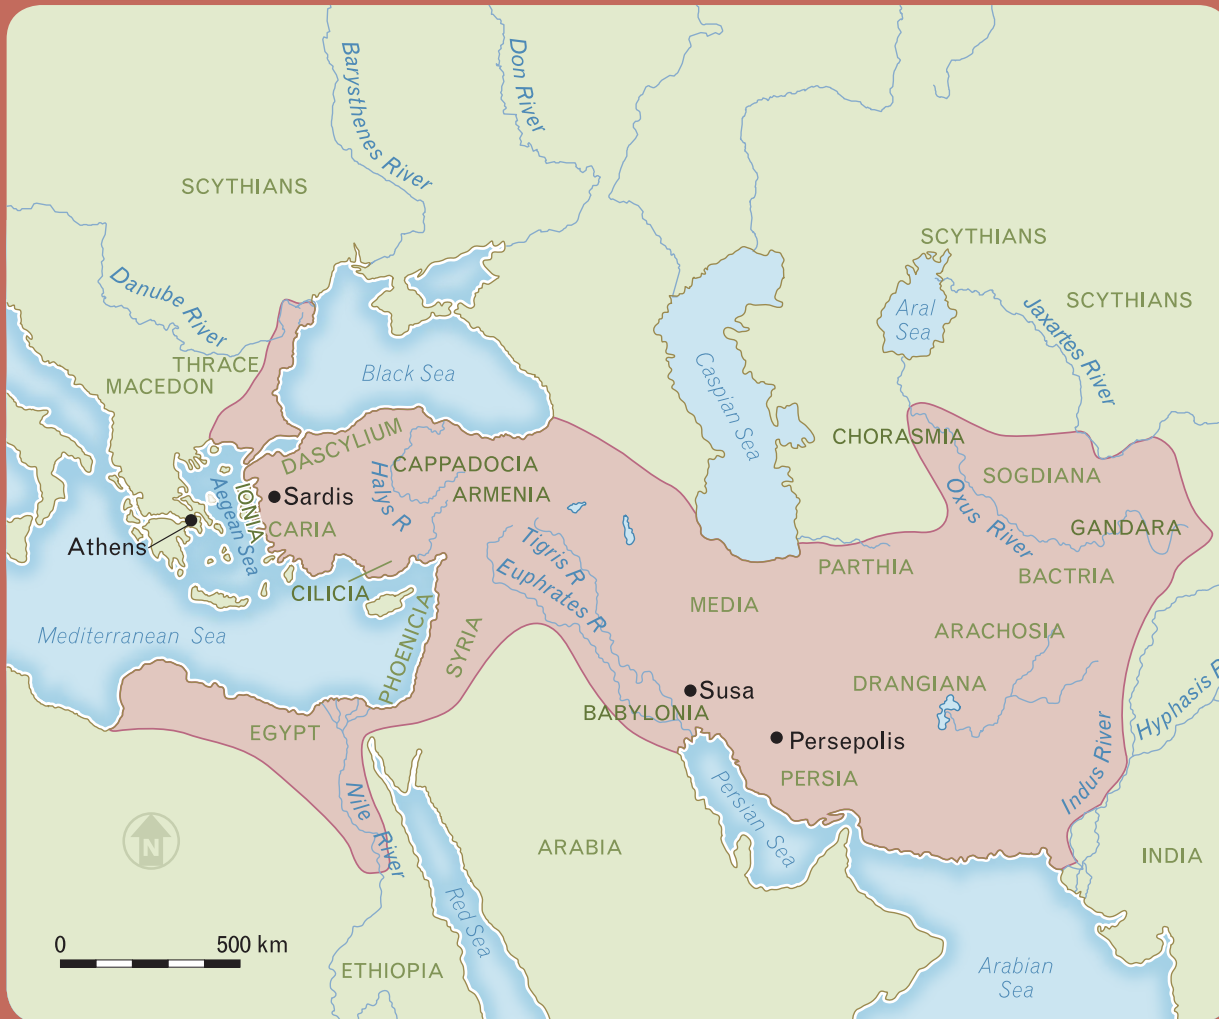 Barysthenes River
Don River
SCYTHIANS
SCYTHIANS
SCYTHIANS
Danube River
Aral
Sea
Jaxartes River
THRACE
MACEDON
Black Sea
Caspian Sea
DASCYLIUM
CHORASMIA
CAPPADOCIA
Halys R
ARMENIA
SOGDIANA
Sardis
IONIA
Aegean Sea
CARIA
Oxus River
GANDARA
Athens
Tigris R
Euphrates R
PARTHIA
BACTRIA
CILICIA
MEDIA
PHOENICIA
SYRIA
ARACHOSIA
Mediterranean Sea
DRANGIANA
Susa
BABYLONIA
Hyphasis
EGYPT
Persepolis
Indus River
PERSIA
Nile River
Persian Sea
N
ARABIA
INDIA
Red Sea
0 500 km
ETHIOPIA
Arabian
Sea